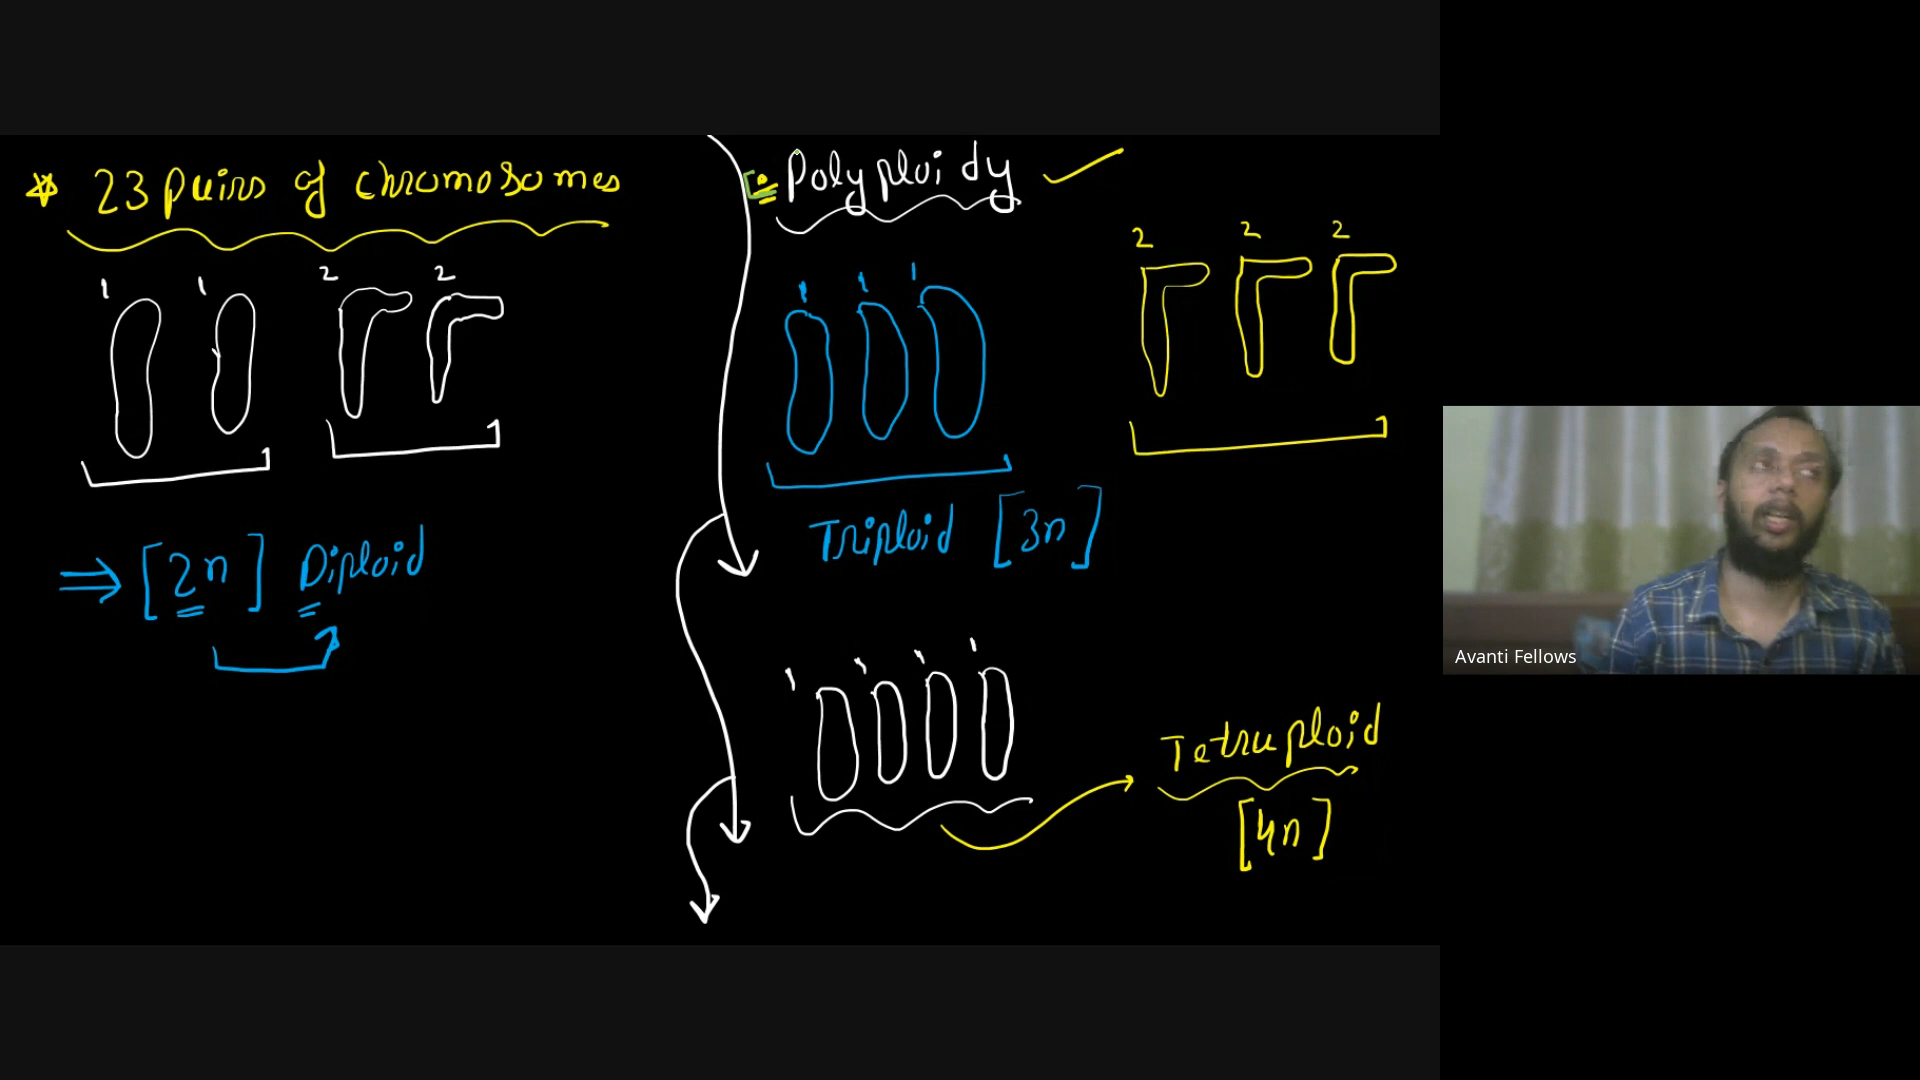 * 23 pairs of chromosomes
1 1 2 2
⇒ [2n] Diploid
Polyploidy ✓
1 1 1
2 2 2
Triploid [3n]
1 1 1 1
Tetraploid
[4n]
Avanti Fellows